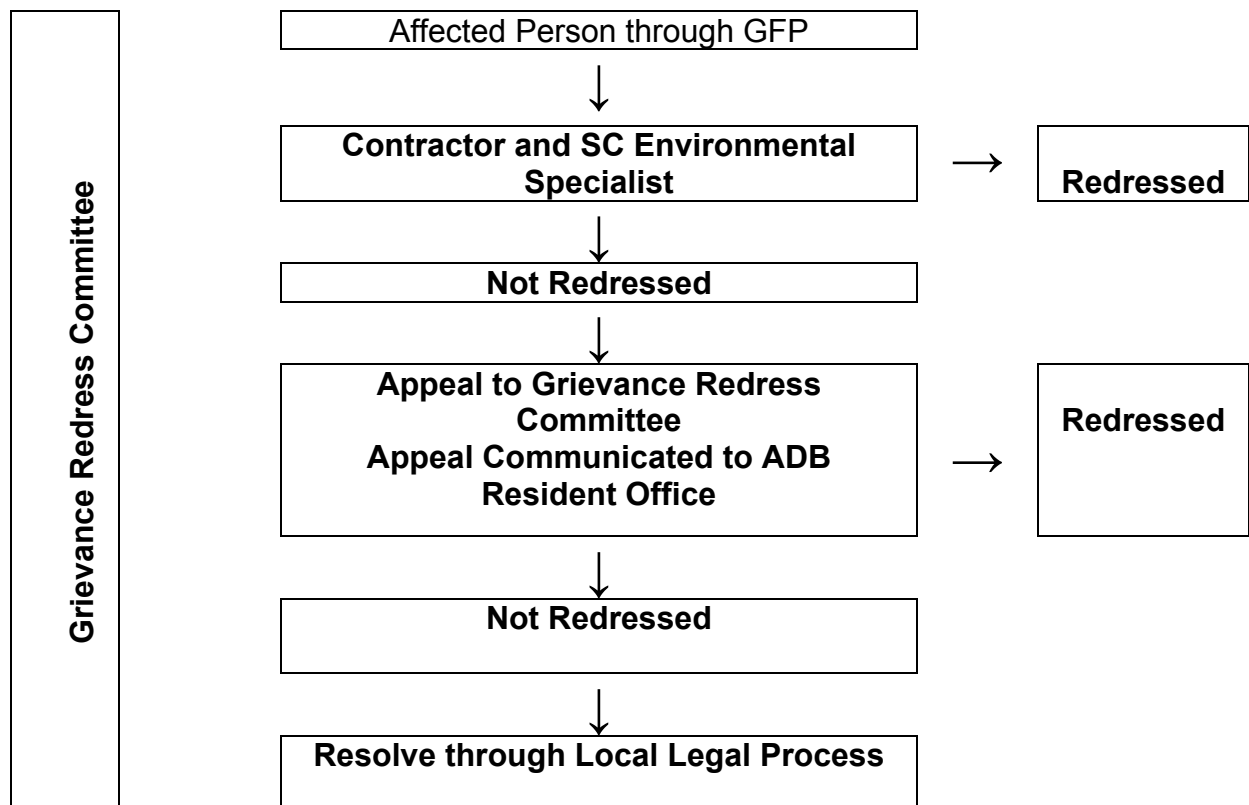 Grievance Redress Committee
Affected Person through GFP
Contractor and SC Environmental
Specialist
Redressed
Not Redressed
Appeal to Grievance Redress
Committee
Appeal Communicated to ADB
Resident Office
Redressed
Not Redressed
Resolve through Local Legal Process